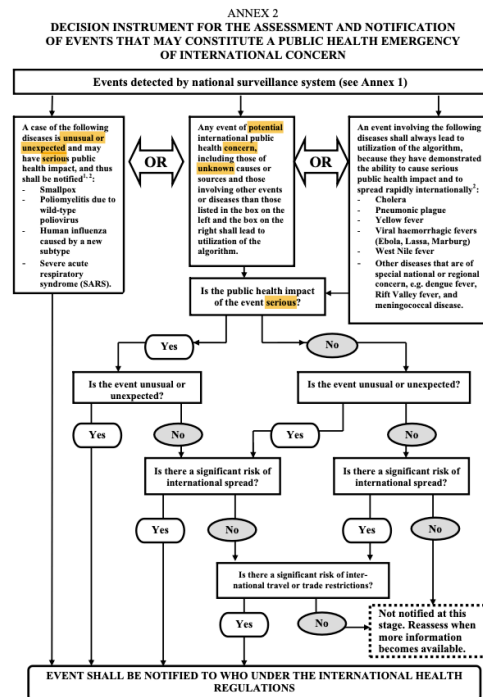 ANNEX 2
DECISION INSTRUMENT FOR THE ASSESSMENT AND NOTIFICATION
OF EVENTS THAT MAY CONSTITUTE A PUBLIC HEALTH EMERGENCY
OF INTERNATIONAL CONCERN
Events detected by national surveillance system (see Annex 1)
A case of the following
diseases is unusual or
unexpected and may
have serious public
health impact, and thus
shall be notified¹, ²:
- Smallpox
- Poliomyelitis due to
wild-type
poliovirus
- Human influenza
caused by a new
subtype
- Severe acute
respiratory
syndrome (SARS).
OR
Any event of potential
international public
health concern,
including those of
unknown causes or
sources and those
involving other events
or diseases than those
listed in the box on the
left and the box on the
right shall lead to
utilization of the
algorithm.
OR
An event involving the following
diseases shall always lead to
utilization of the algorithm,
because they have demonstrated
the ability to cause serious
public health impact and to
spread rapidly internationally²:
- Cholera
- Pneumonic plague
- Yellow fever
- Viral haemorrhagic fevers
(Ebola, Lassa, Marburg)
- West Nile fever
- Other diseases that are of
special national or regional
concern, e.g. dengue fever,
Rift Valley fever, and
meningococcal disease.
Is the public health impact
of the event serious?
Yes
No
Is the event unusual or
unexpected?
Is the event unusual or unexpected?
Yes
No
Yes
No
Is there a significant risk of
international spread?
Is there a significant risk of
international spread?
Yes
No
Yes
No
Is there a significant risk of inter-
national travel or trade restrictions?
Yes
No
Not notified at this
stage. Reassess when
more information
becomes available.
EVENT SHALL BE NOTIFIED TO WHO UNDER THE INTERNATIONAL HEALTH
REGULATIONS